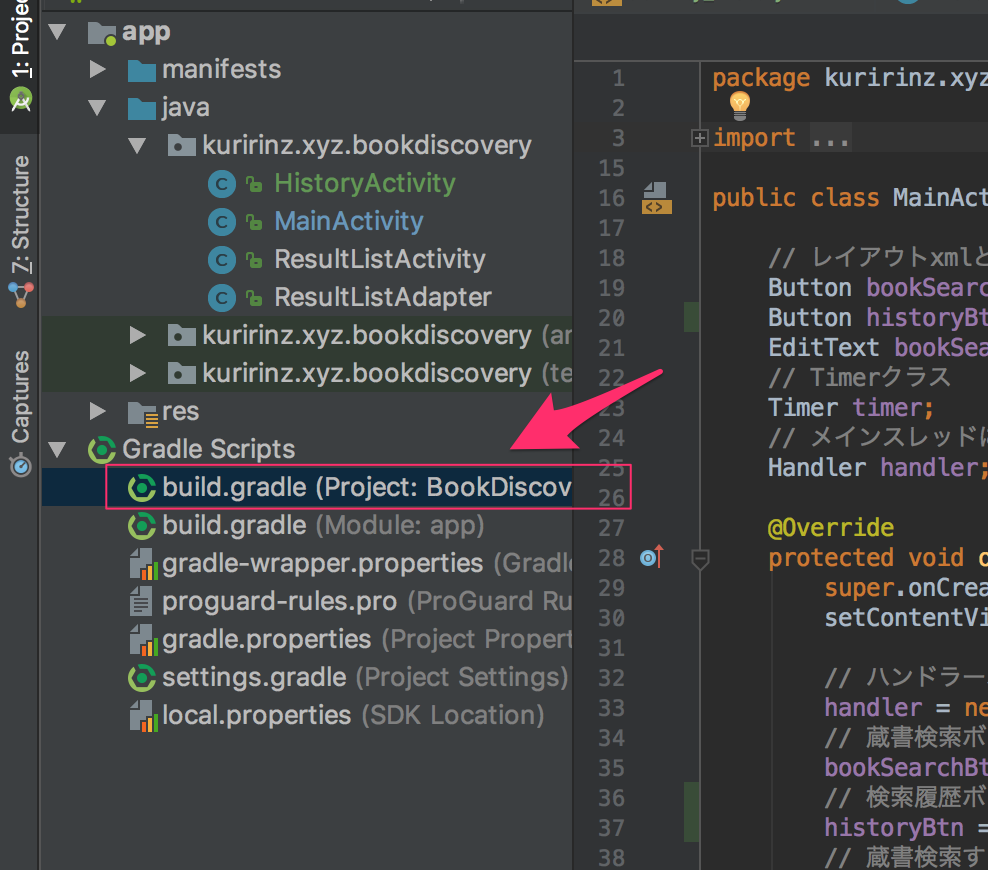 1: Projec
7: Structure
Captures
app
manifests
java
kuririnz.xyz.bookdiscovery
HistoryActivity
MainActivity
ResultListActivity
ResultListAdapter
kuririnz.xyz.bookdiscovery (an
kuririnz.xyz.bookdiscovery (te
res
Gradle Scripts
build.gradle (Project: BookDiscov
build.gradle (Module: app)
gradle-wrapper.properties (Gradle
proguard-rules.pro (ProGuard Ru
gradle.properties (Project Propert
settings.gradle (Project Settings)
local.properties (SDK Location)
1 package kuririnz.xyz
2
3 import ...
15
16 public class MainAct
17
18 // レイアウトxmlと
19 Button bookSearc
20 Button historyBt
21 EditText bookSea
22 // Timerクラス
23 Timer timer;
24 // メインスレッドに
25 Handler handler;
26
27 @Override
28 protected void o
29 super.onCrea
30 setContentVi
31
32 // ハンドラー
33 handler = ne
34 // 蔵書検索ボ
35 bookSearchBt
36 // 検索履歴ボ
37 historyBtn =
38 // 蔵書検索す